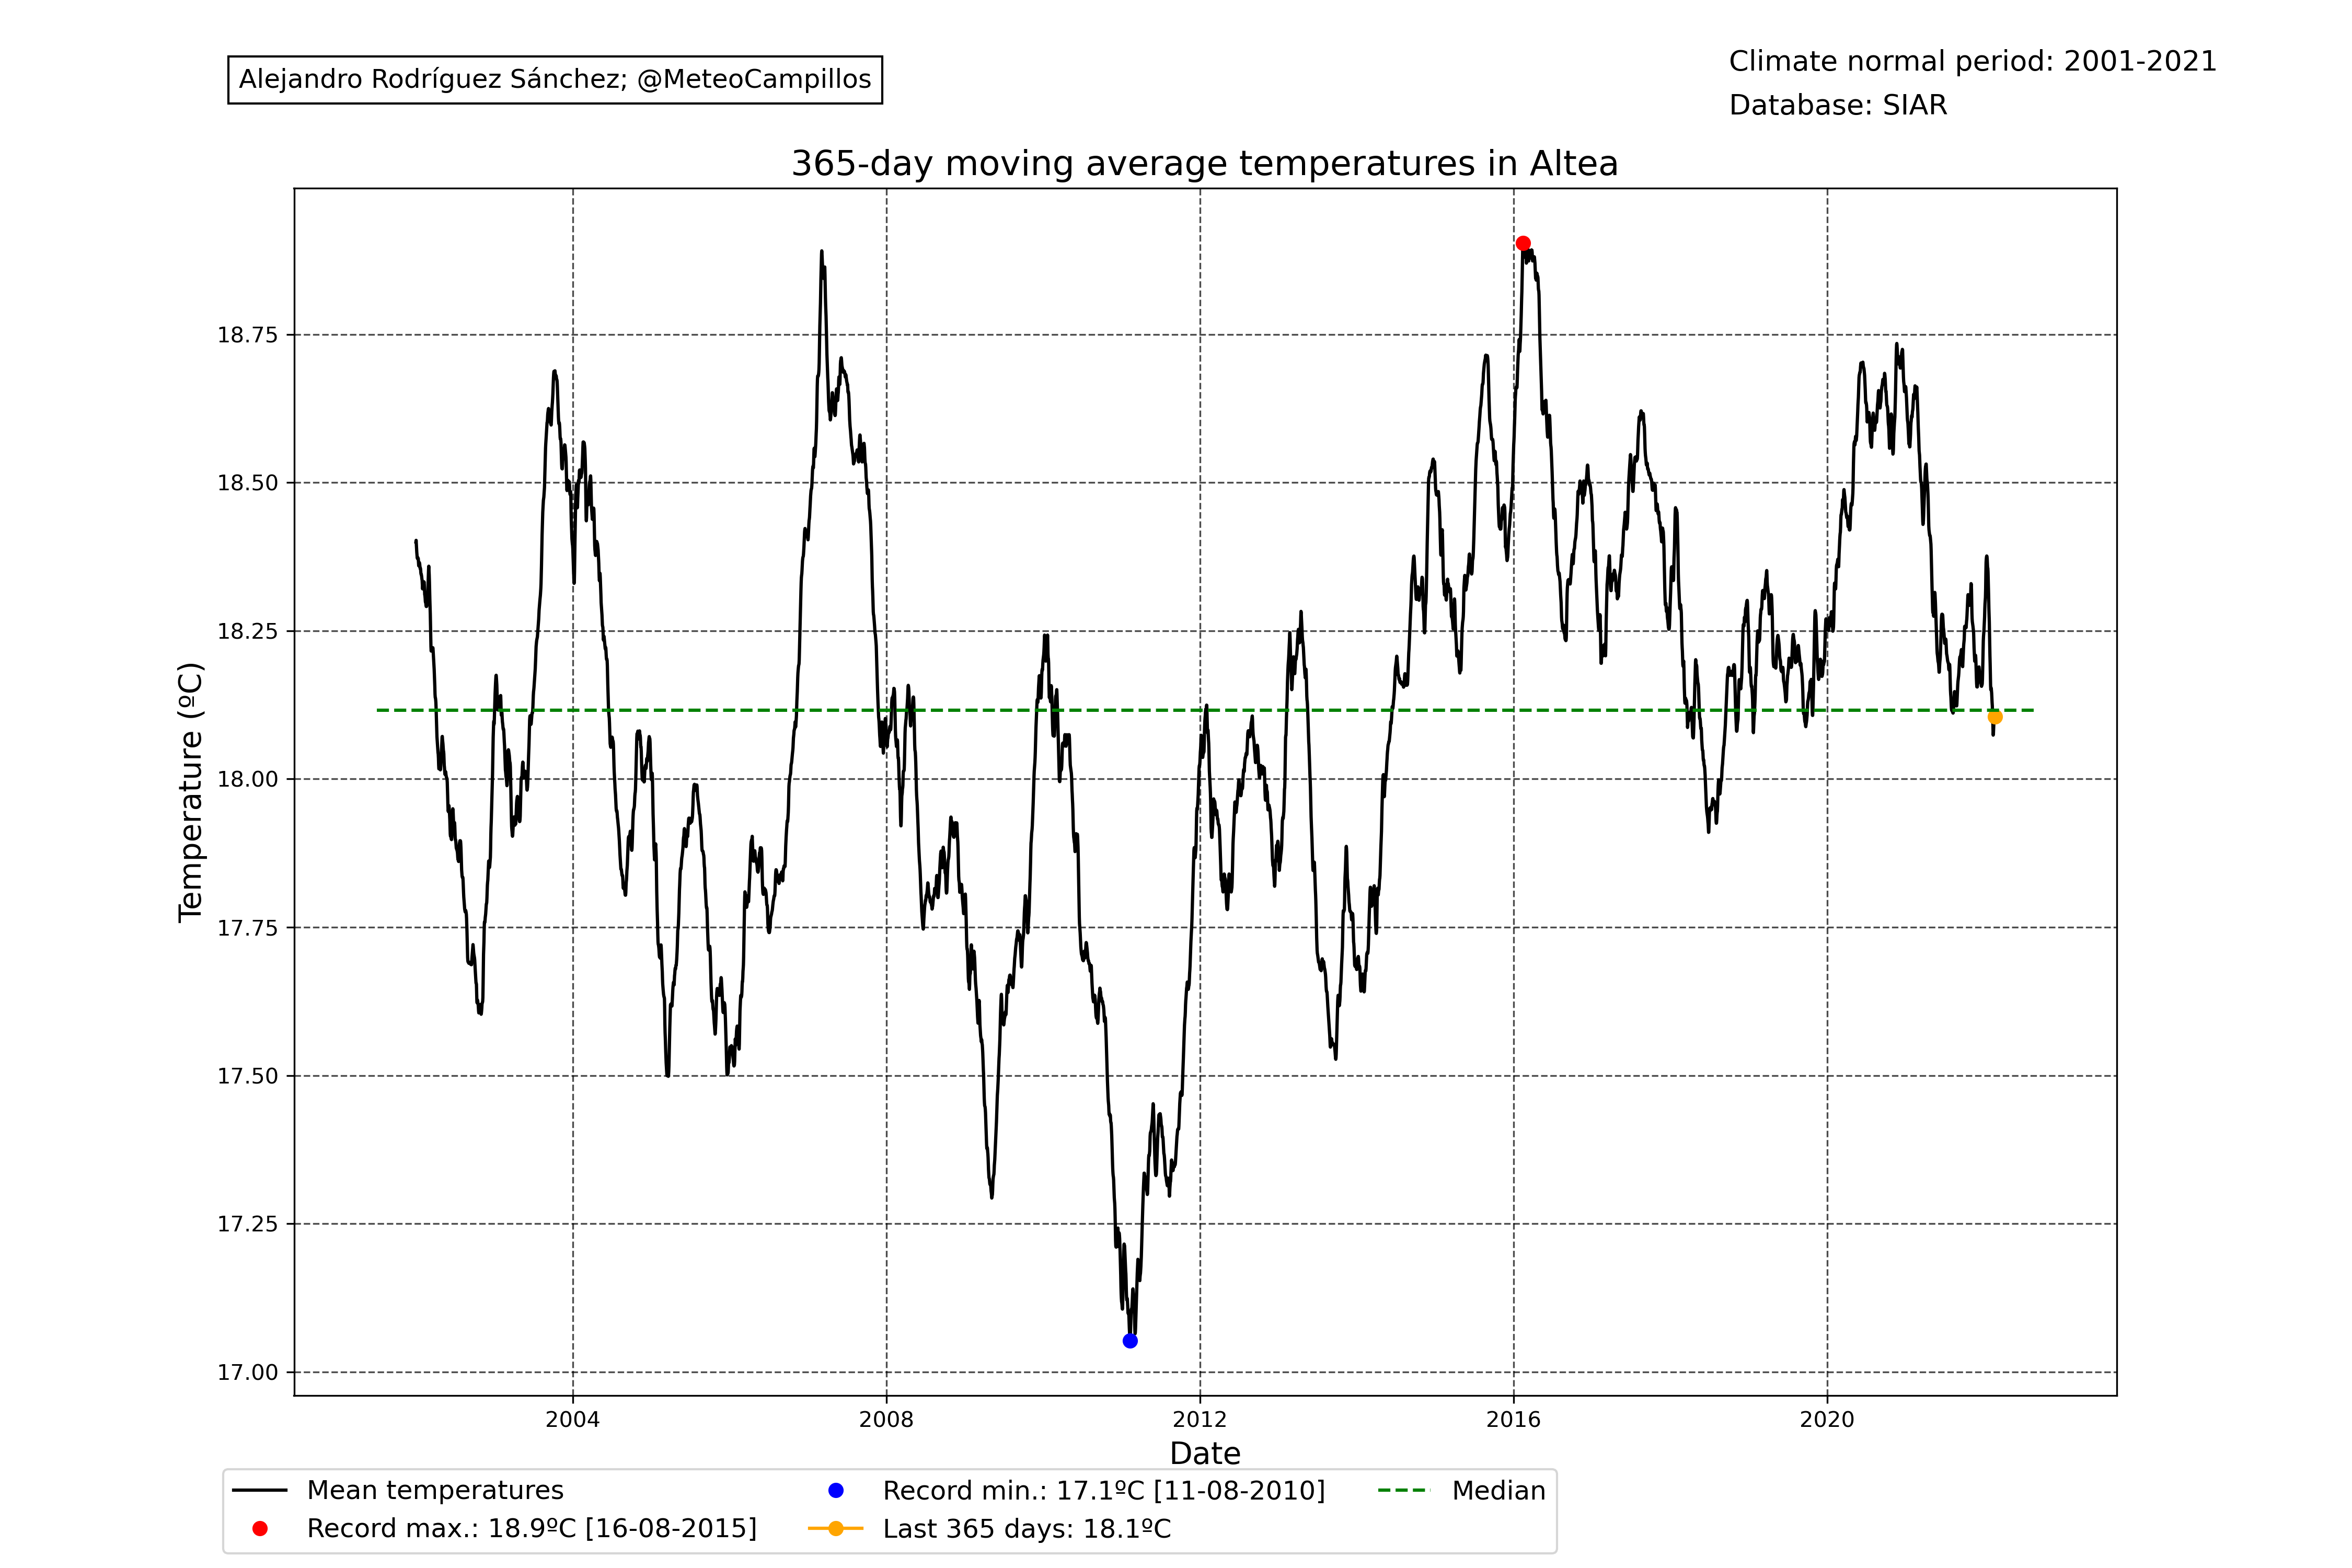 Alejandro Rodríguez Sánchez; @MeteoCampillos
Climate normal period: 2001-2021
Database: SIAR
365-day moving average temperatures in Altea
18.75
18.50
18.25
18.00
17.75
17.50
17.25
17.00
Temperature (ºC)
2004 2008 2012 2016 2020
Date
Mean temperatures
Record max.: 18.9ºC [16-08-2015]
Record min.: 17.1ºC [11-08-2010]
Last 365 days: 18.1ºC
Median